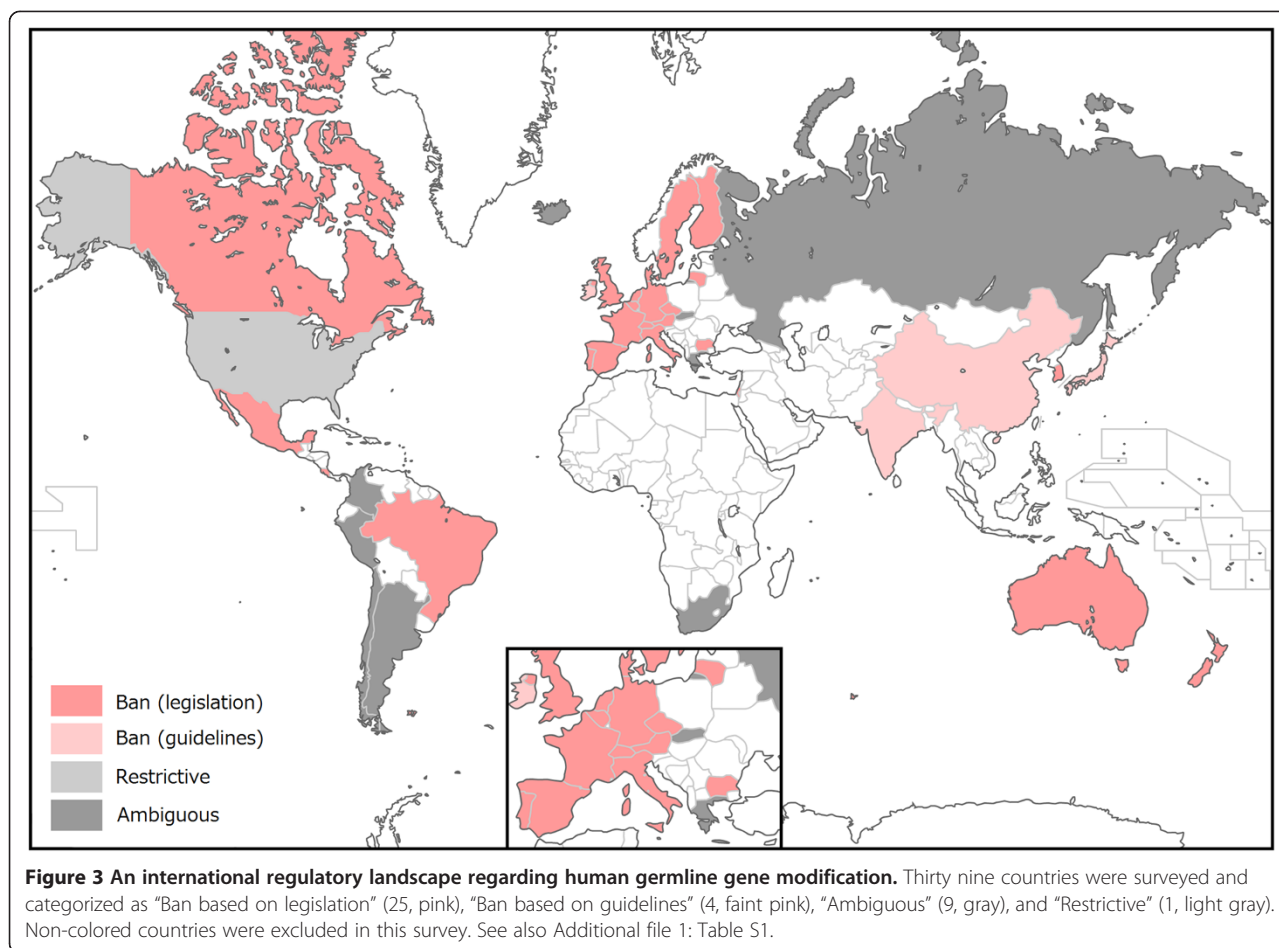 Ban (legislation)
Ban (guidelines)
Restrictive
Ambiguous
Figure 3 An international regulatory landscape regarding human germline gene modification. Thirty nine countries were surveyed and
categorized as “Ban based on legislation” (25, pink), “Ban based on guidelines” (4, faint pink), “Ambiguous” (9, gray), and “Restrictive” (1, light gray).
Non-colored countries were excluded in this survey. See also Additional file 1: Table S1.